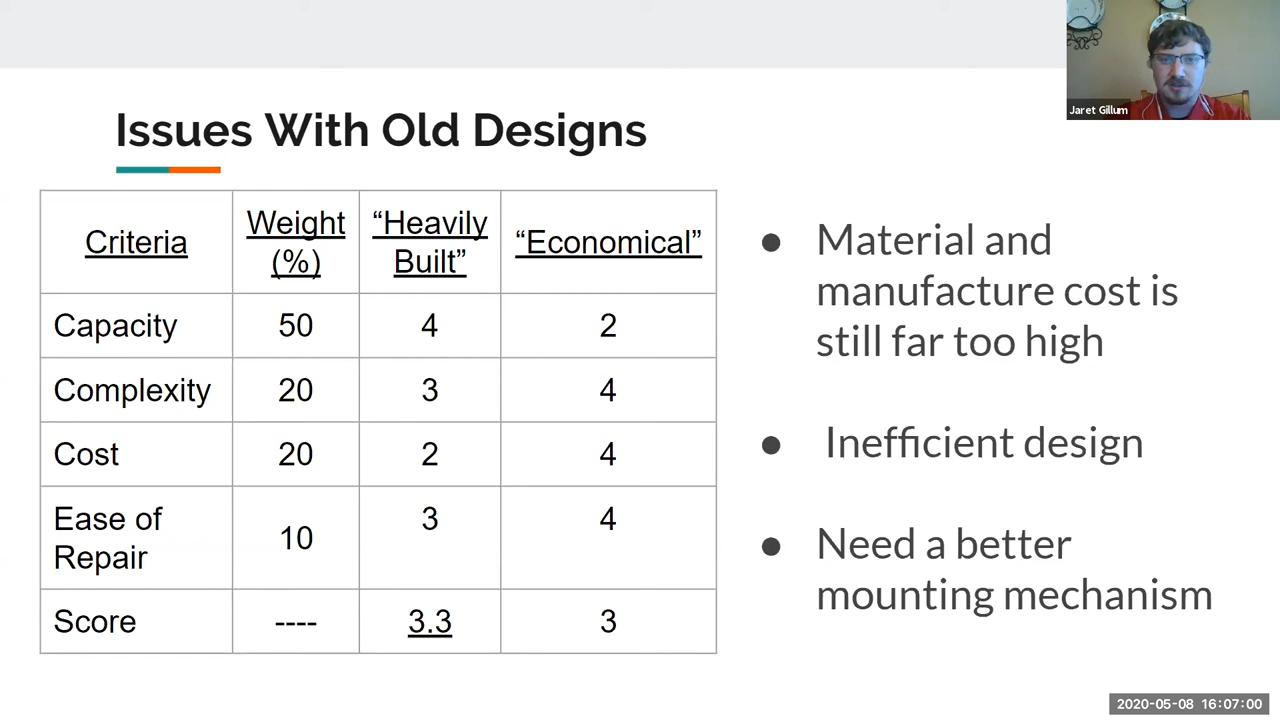 Jaret Gillum
Issues With Old Designs
Criteria
Weight
(%)
“Heavily
Built”
“Economical”
Capacity
50
4
2
Complexity
20
3
4
Cost
20
2
4
Ease of
Repair
10
3
4
Score
----
3.3
3
● Material and
manufacture cost is
still far too high
● Inefficient design
● Need a better
mounting mechanism
2020-05-08 16:07:00